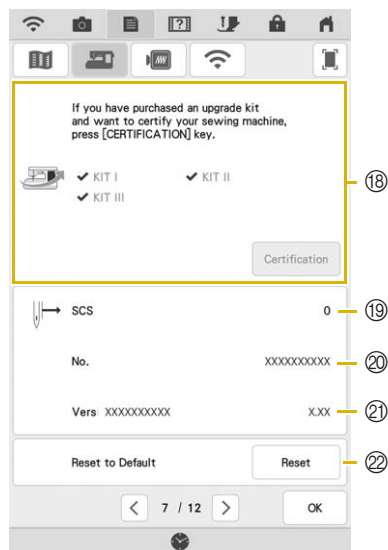 If you have purchased an upgrade kit
and want to certify your sewing machine,
press [CERTIFICATION] key.
✔ KIT I ✔ KIT II
✔ KIT III
Certification
⑱
SCS 0 ⑲
No. XXXXXXXXXX ⑳
Vers XXXXXXXXXX X.XX ㉑
Reset to Default Reset ㉒
< 7 / 12 > OK